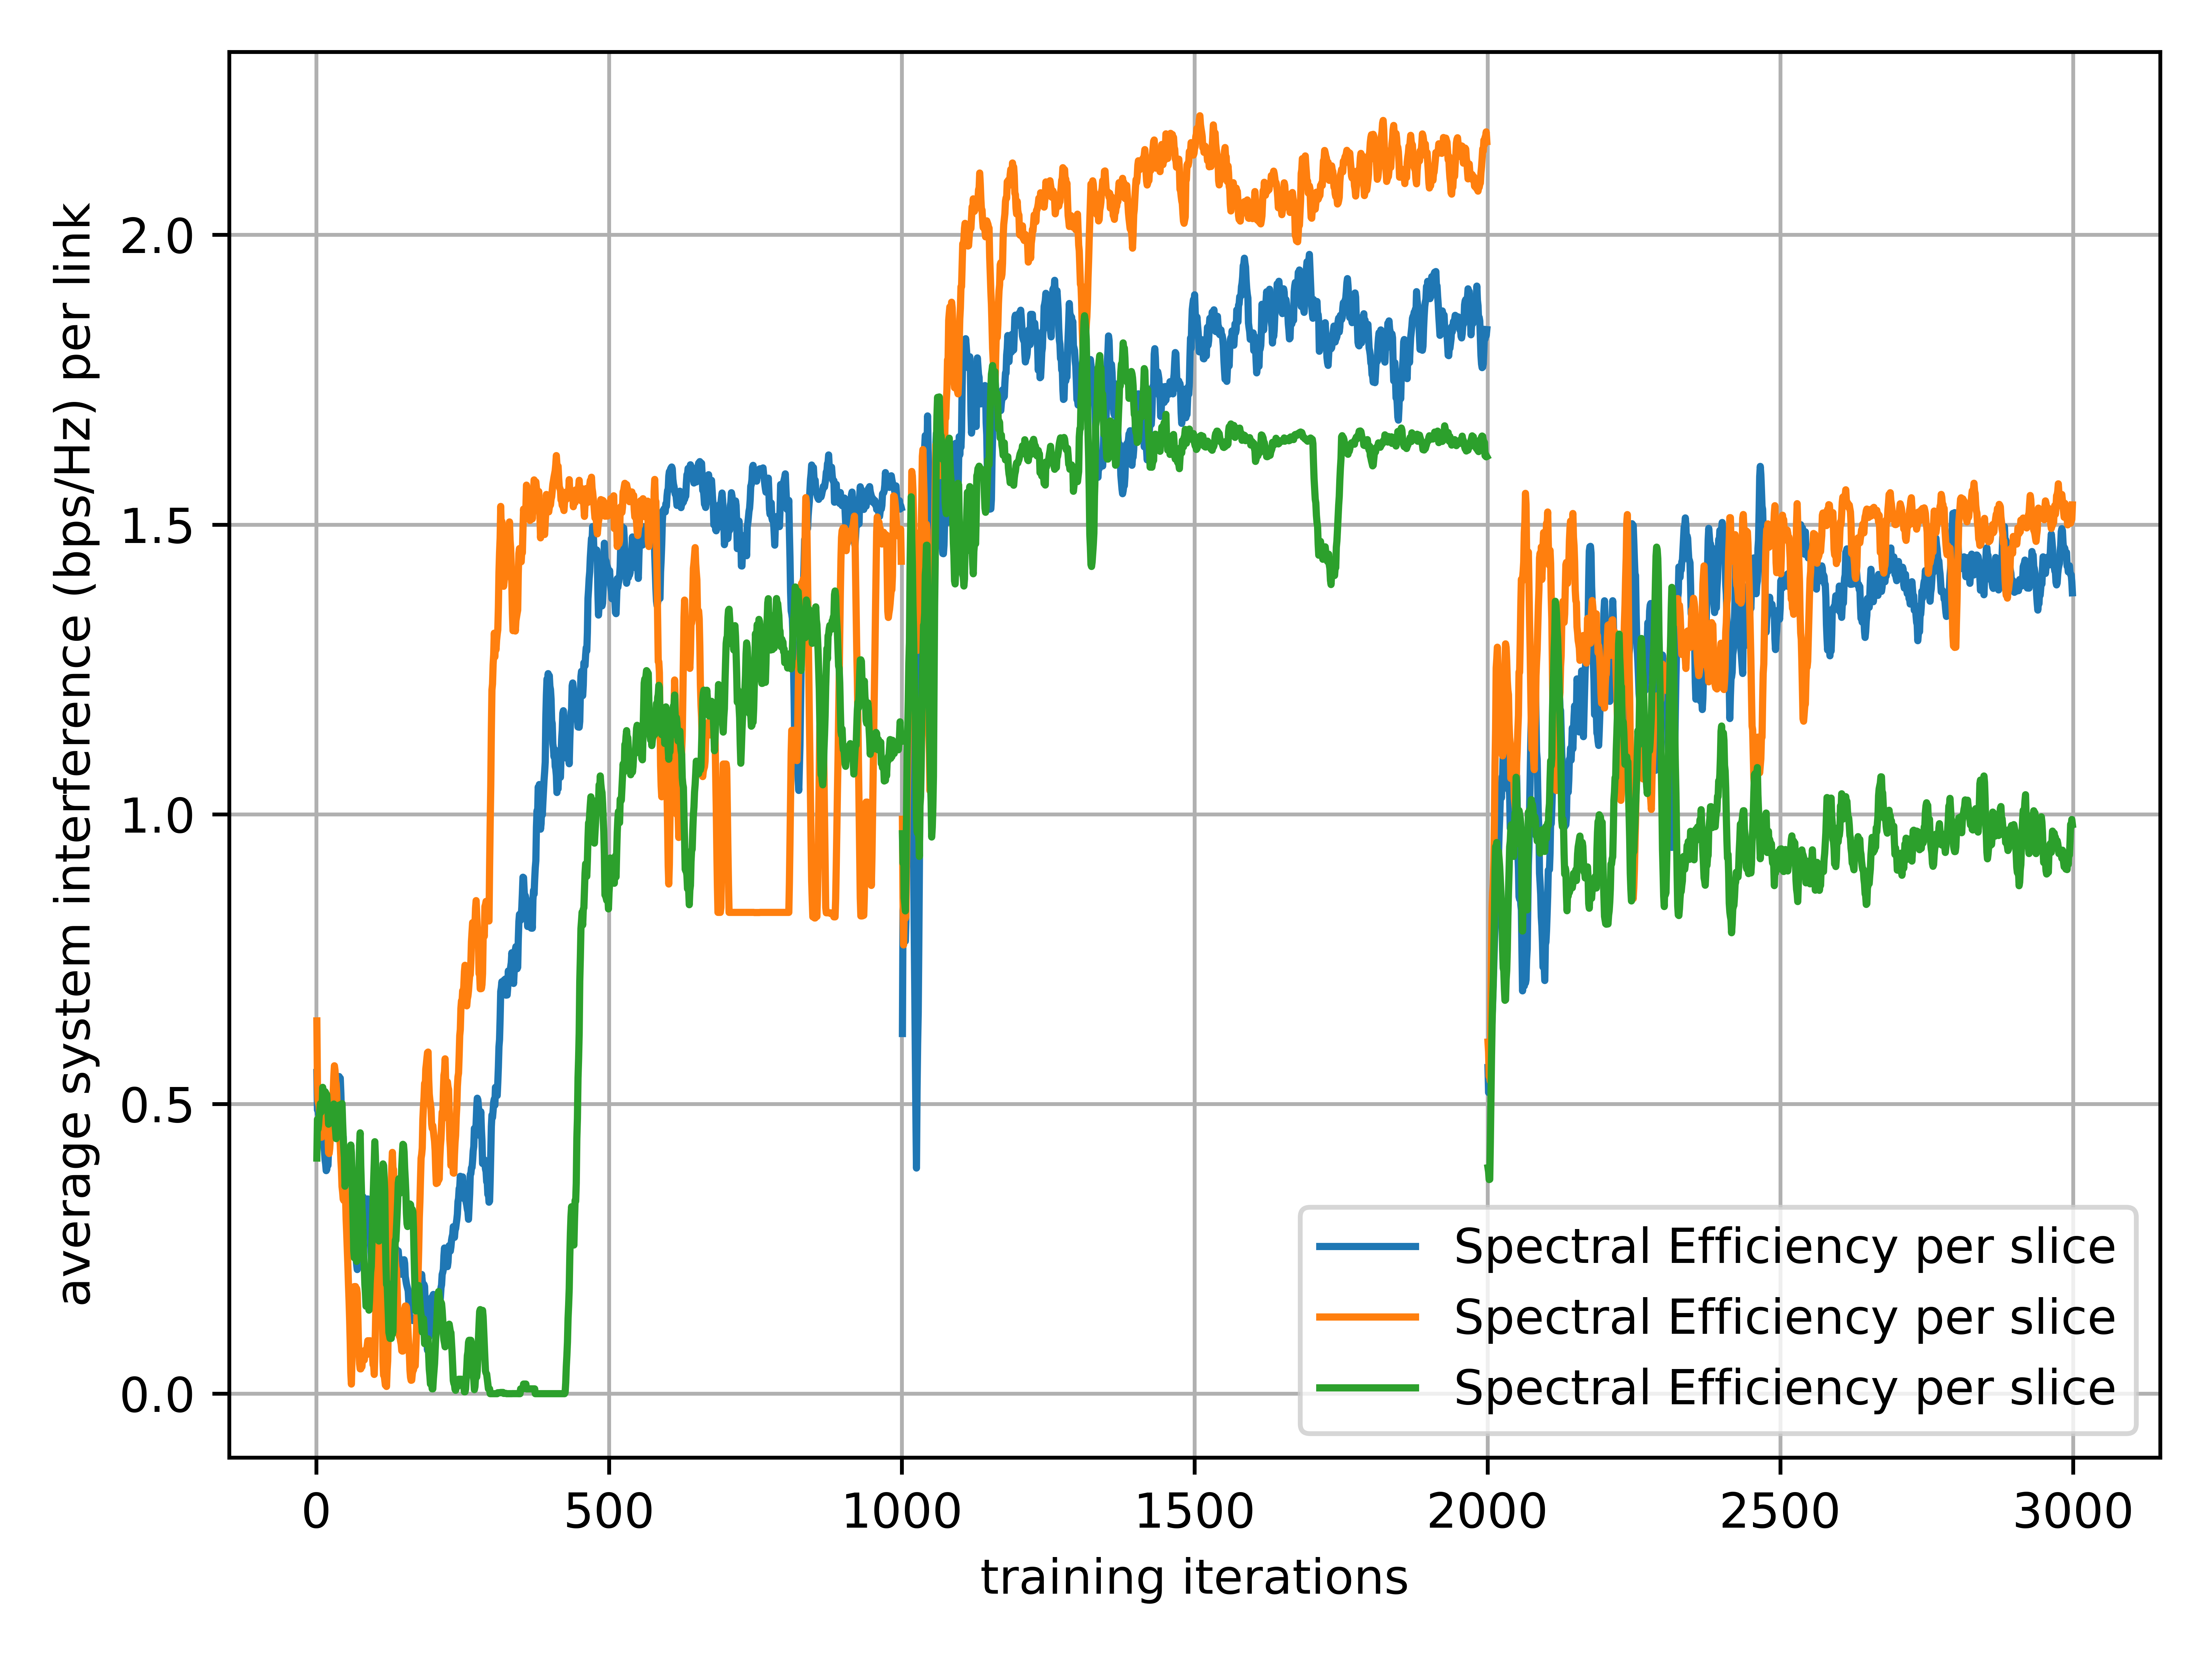 average system interference (bps/Hz) per link
2.0
1.5
1.0
0.5
0.0
0 500 1000 1500 2000 2500 3000
training iterations
Spectral Efficiency per slice
Spectral Efficiency per slice
Spectral Efficiency per slice